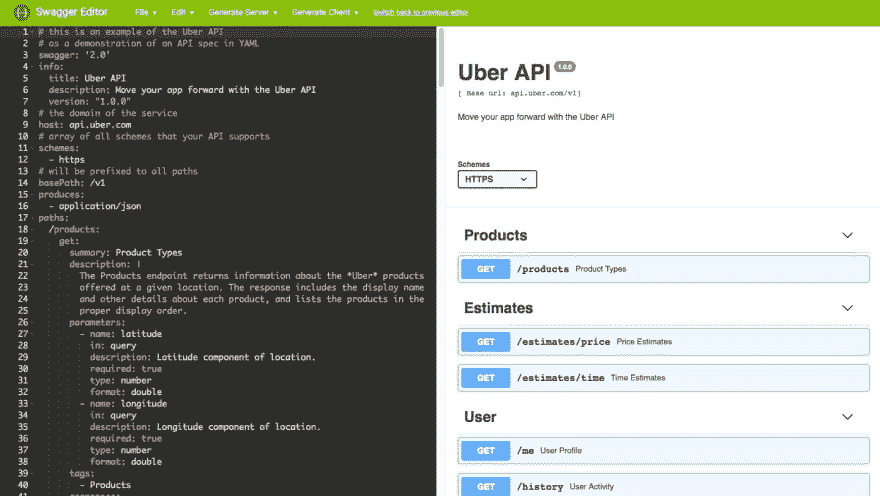 Swagger Editor File Edit Generate Server Generate Client Switch back to previous editor
1 # this is an example of the Uber API
2 # as a demonstration of an API spec in YAML
3 swagger: '2.0'
4 info:
5 title: Uber API
6 description: Move your app forward with the Uber API
7 version: "1.0.0"
8 # the domain of the service
9 host: api.uber.com
10 # array of all schemes that your API supports
11 schemes:
12 - https
13 # will be prefixed to all paths
14 basePath: /v1
15 produces:
16 - application/json
17 paths:
18 /products:
19 get:
20 summary: Product Types
21 description: |
22 The Products endpoint returns information about the *Uber* products
23 offered at a given location. The response includes the display name
24 and other details about each product, and lists the products in the
25 proper display order.
26 parameters:
27 - name: latitude
28 in: query
29 description: Latitude component of location.
30 required: true
31 type: number
32 format: double
33 - name: longitude
34 in: query
35 description: Longitude component of location.
36 required: true
37 type: number
38 format: double
39 tags:
40 - Products
Uber API 1.0.0
[ Base url: api.uber.com/v1]
Move your app forward with the Uber API
Schemes
HTTPS
Products
GET /products Product Types
Estimates
GET /estimates/price Price Estimates
GET /estimates/time Time Estimates
User
GET /me User Profile
GET /history User Activity